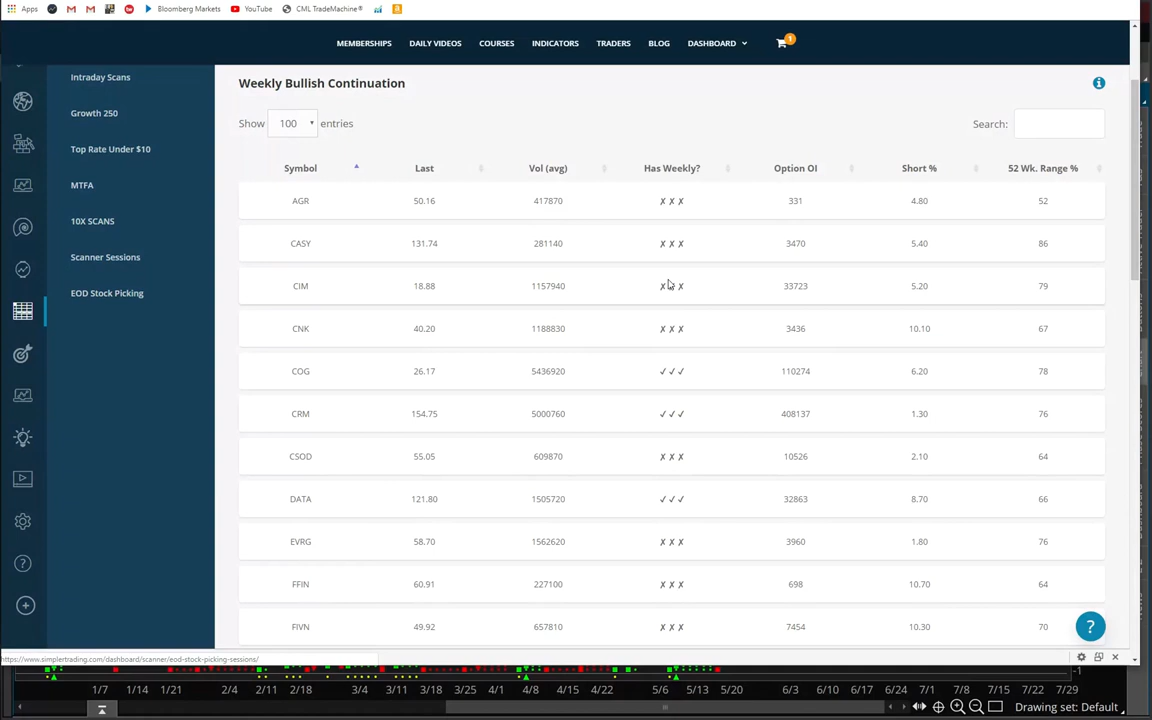 Apps Bloomberg Markets YouTube CML TradeMachine®
MEMBERSHIPS DAILY VIDEOS COURSES INDICATORS TRADERS BLOG DASHBOARD 1
Intraday Scans
Growth 250
Top Rate Under $10
MTFA
10X SCANS
Scanner Sessions
EOD Stock Picking
Weekly Bullish Continuation
Show 100 entries Search:
Symbol Last Vol (avg) Has Weekly? Option OI Short % 52 Wk. Range %
AGR 50.16 417870 ✗✗✗ 331 4.80 52
CASY 131.74 281140 ✗✗✗ 3470 5.40 86
CIM 18.88 1157940 ✗✗✗ 33723 5.20 79
CNK 40.20 1188830 ✗✗✗ 3436 10.10 67
COG 26.17 5436920 ✓✓✓ 110274 6.20 78
CRM 154.75 5000760 ✓✓✓ 408137 1.30 76
CSOD 55.05 609870 ✗✗✗ 10526 2.10 64
DATA 121.80 1505720 ✓✓✓ 32863 8.70 66
EVRG 58.70 1562620 ✗✗✗ 3960 1.80 76
FFIN 60.91 227100 ✗✗✗ 698 10.70 64
FIVN 49.92 657810 ✗✗✗ 7454 10.30 70
?
https://www.simplertrading.com/dashboard/scanner/eod-stock-picking-sessions/
-1
1/7 1/14 1/21 2/4 2/11 2/18 3/4 3/11 3/18 3/25 4/1 4/8 4/15 4/22 5/6 5/13 5/20 6/3 6/10 6/17 6/24 7/1 7/8 7/15 7/22 7/29
Drawing set: Default